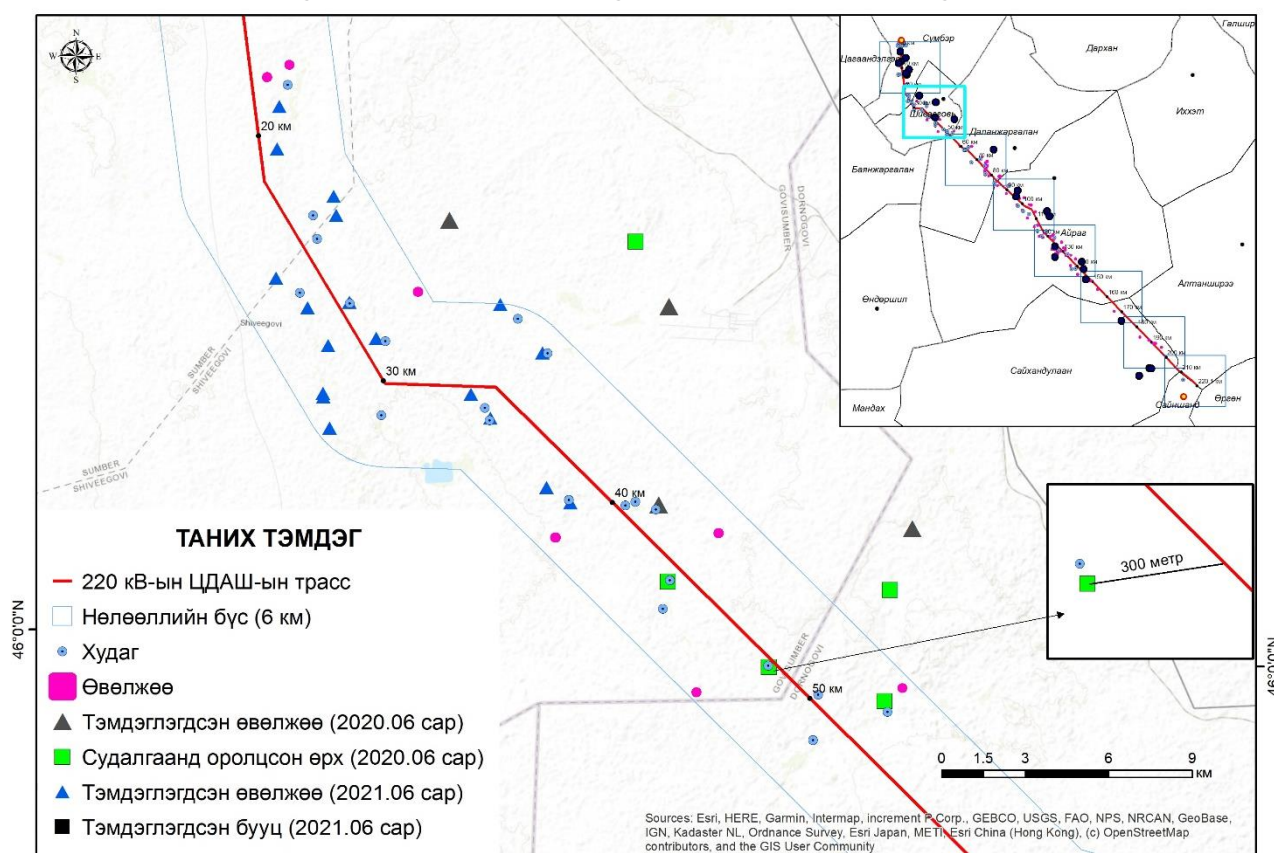 N
W E
S
20 км
30 км
40 км
50 км
SUMBER
SHIVEEGOVI
Shiveegovi
SUMBER
SHIVEEGOVI
GOVISUMBER
DORNOGOVI
DORNOGOVI
46°0'0"N
46°0'0"N
ТАНИХ ТЭМДЭГ
220 кВ-ын ЦДАШ-ын трасс
Нөлөөллийн бүс (6 км)
Худаг
Өвөлжөө
Тэмдэглэгдсэн өвөлжөө (2020.06 сар)
Судалгаанд оролцсон өрх (2020.06 сар)
Тэмдэглэгдсэн өвөлжөө (2021.06 сар)
Тэмдэглэгдсэн бууц (2021.06 сар)
Сүмбэр
Дархан
Иххэт
Баянжаргалан
Айраг
Өндөршил
Алтанширээ
Сайхандулаан
Мандах
Сайншанд
Өргөн
300 метр
0 1.5 3 6 9
км
Sources: Esri, HERE, Garmin, Intermap, increment P Corp., GEBCO, USGS, FAO, NPS, NRCAN, GeoBase,
IGN, Kadaster NL, Ordnance Survey, Esri Japan, METI, Esri China (Hong Kong), (c) OpenStreetMap
contributors, and the GIS User Community